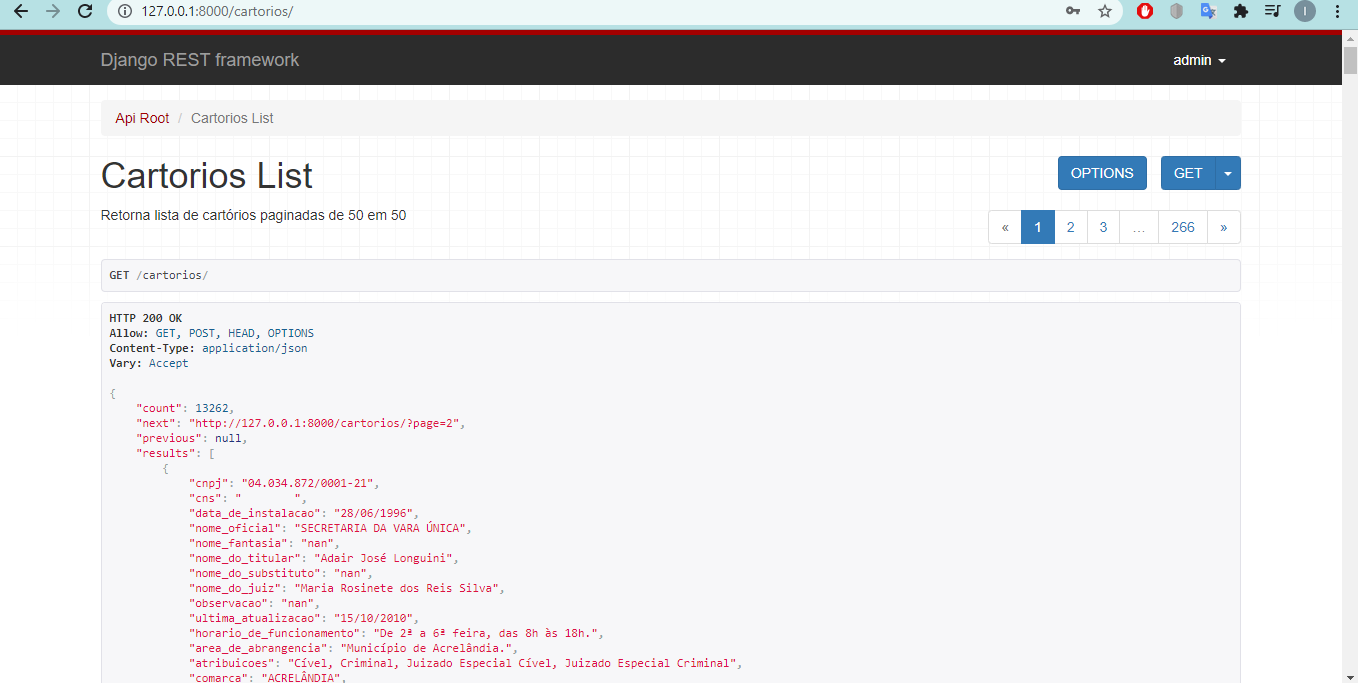 127.0.0.1:8000/cartorios/
Django REST framework
admin
Api Root / Cartorios List
Cartorios List
OPTIONS
GET
Retorna lista de cartórios paginadas de 50 em 50
« 1 2 3 … 266 »
GET /cartorios/
HTTP 200 OK
Allow: GET, POST, HEAD, OPTIONS
Content-Type: application/json
Vary: Accept
{
"count": 13262,
"next": "http://127.0.0.1:8000/cartorios/?page=2",
"previous": null,
"results": [
{
"cnpj": "04.034.872/0001-21",
"cns": "        ",
"data_de_instalacao": "28/06/1996",
"nome_oficial": "SECRETARIA DA VARA ÚNICA",
"nome_fantasia": "nan",
"nome_do_titular": "Adair José Longuini",
"nome_do_substituto": "nan",
"nome_do_juiz": "Maria Rosinete dos Reis Silva",
"observacao": "nan",
"ultima_atualizacao": "15/10/2010",
"horario_de_funcionamento": "De 2ª a 6ª feira, das 8h às 18h.",
"area_de_abrangencia": "Município de Acrelândia.",
"atribuicoes": "Cível, Criminal, Juizado Especial Cível, Juizado Especial Criminal",
"comarca": "ACRELÂNDIA",